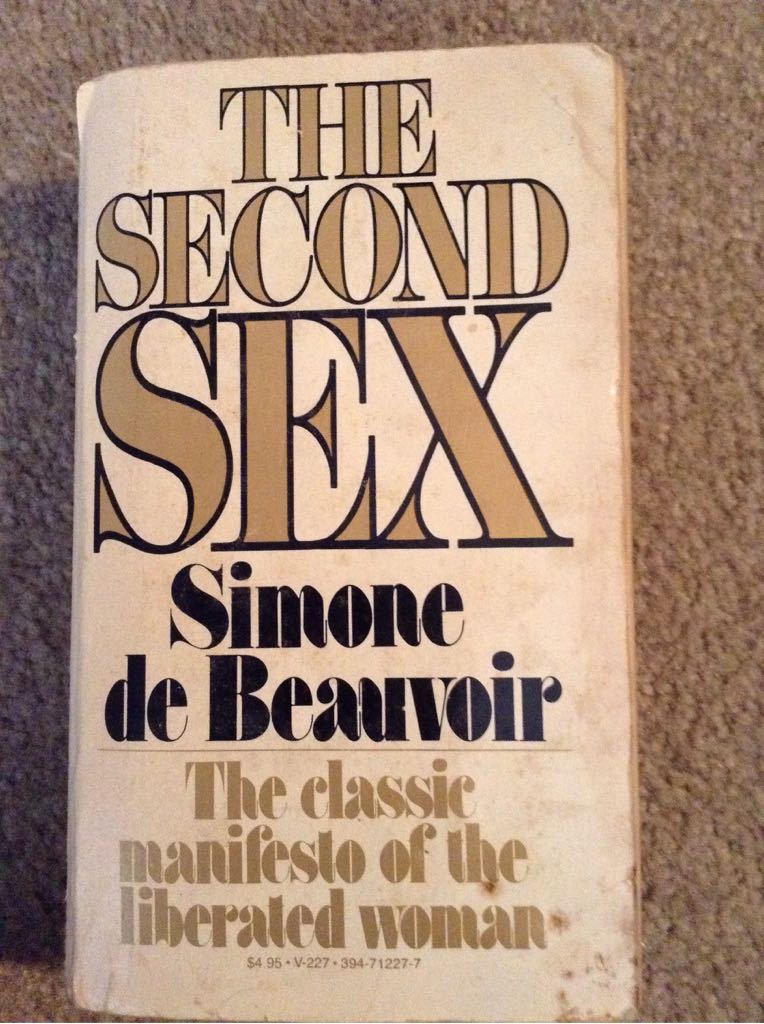 THE
SECOND
SEX
Simone
de Beauvoir
The classic
manifesto of the
liberated woman
$4.95 • V-227 • 394-71227-7